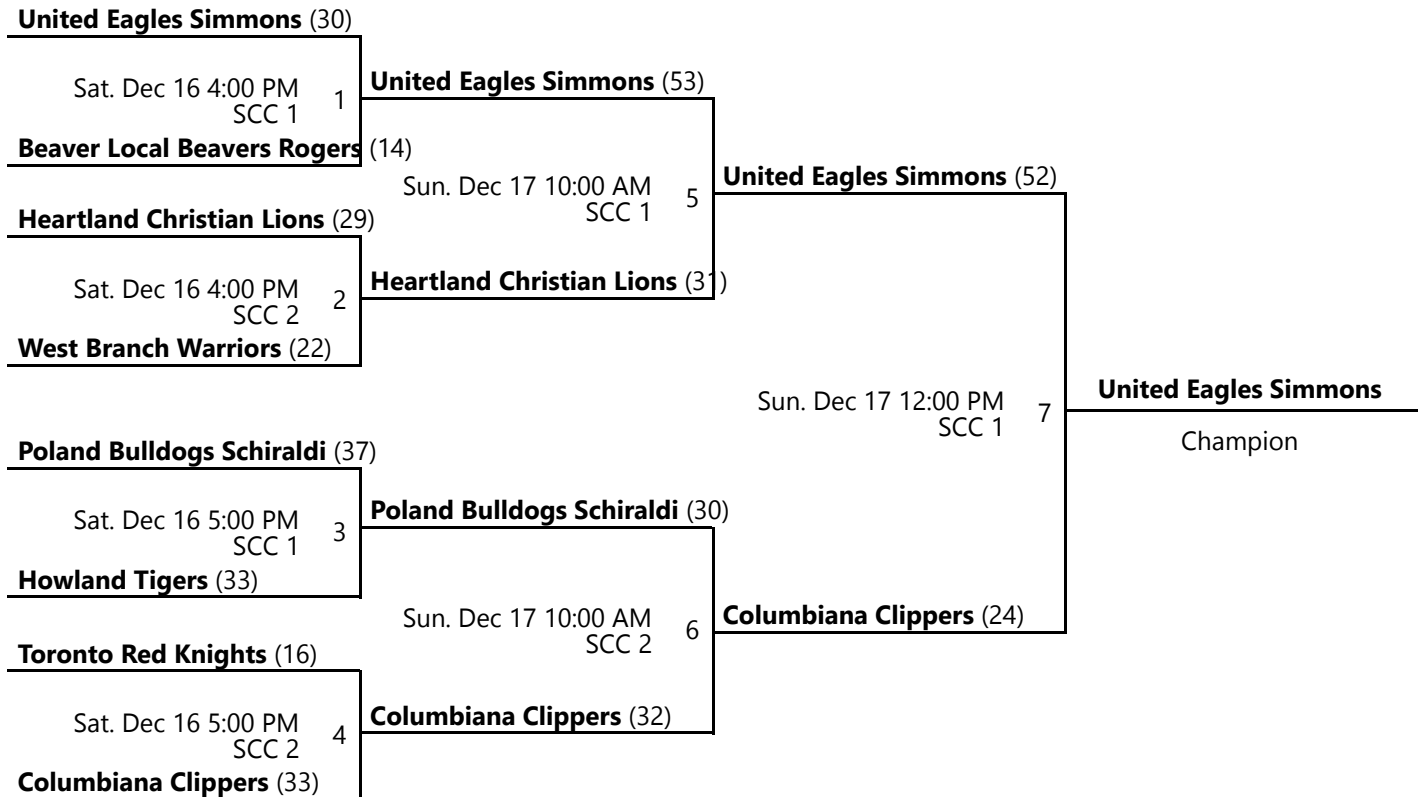 United Eagles Simmons (30)
Sat. Dec 16 4:00 PM
SCC 1
1
Beaver Local Beavers Rogers (14)
Heartland Christian Lions (29)
Sat. Dec 16 4:00 PM
SCC 2
2
West Branch Warriors (22)
Poland Bulldogs Schiraldi (37)
Sat. Dec 16 5:00 PM
SCC 1
3
Howland Tigers (33)
Toronto Red Knights (16)
Sat. Dec 16 5:00 PM
SCC 2
4
Columbiana Clippers (33)
United Eagles Simmons (53)
Sun. Dec 17 10:00 AM
SCC 1
5
Heartland Christian Lions (31)
Poland Bulldogs Schiraldi (30)
Sun. Dec 17 10:00 AM
SCC 2
6
Columbiana Clippers (32)
United Eagles Simmons (52)
Sun. Dec 17 12:00 PM
SCC 1
7
Columbiana Clippers (24)
United Eagles Simmons
Champion